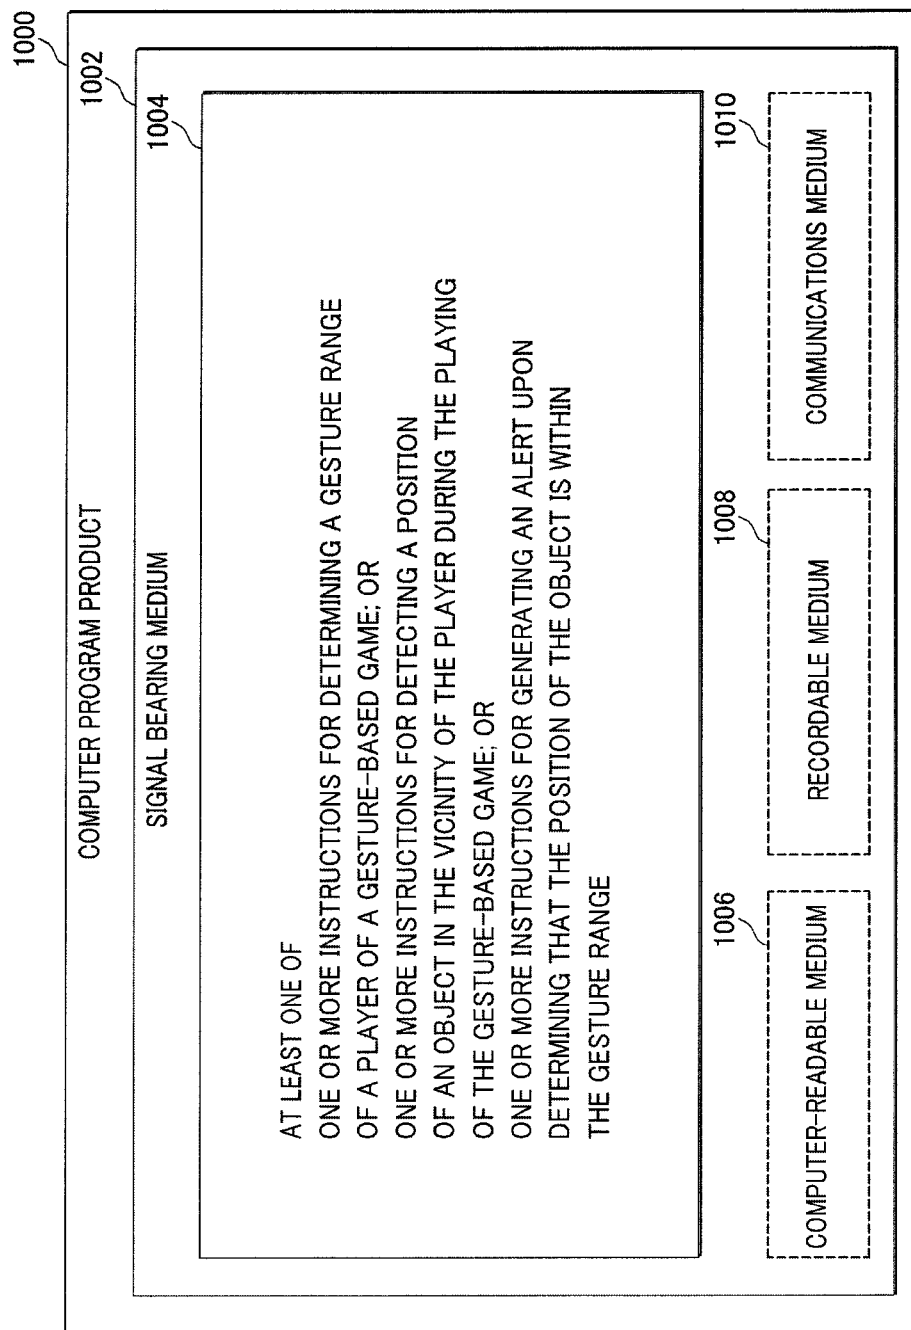 1000
COMPUTER PROGRAM PRODUCT
1002
SIGNAL BEARING MEDIUM
1004
AT LEAST ONE OF
ONE OR MORE INSTRUCTIONS FOR DETERMINING A GESTURE RANGE
OF A PLAYER OF A GESTURE-BASED GAME; OR
ONE OR MORE INSTRUCTIONS FOR DETECTING A POSITION
OF AN OBJECT IN THE VICINITY OF THE PLAYER DURING THE PLAYING
OF THE GESTURE-BASED GAME; OR
ONE OR MORE INSTRUCTIONS FOR GENERATING AN ALERT UPON
DETERMINING THAT THE POSITION OF THE OBJECT IS WITHIN
THE GESTURE RANGE
1006
COMPUTER-READABLE MEDIUM
1008
RECORDABLE MEDIUM
1010
COMMUNICATIONS MEDIUM